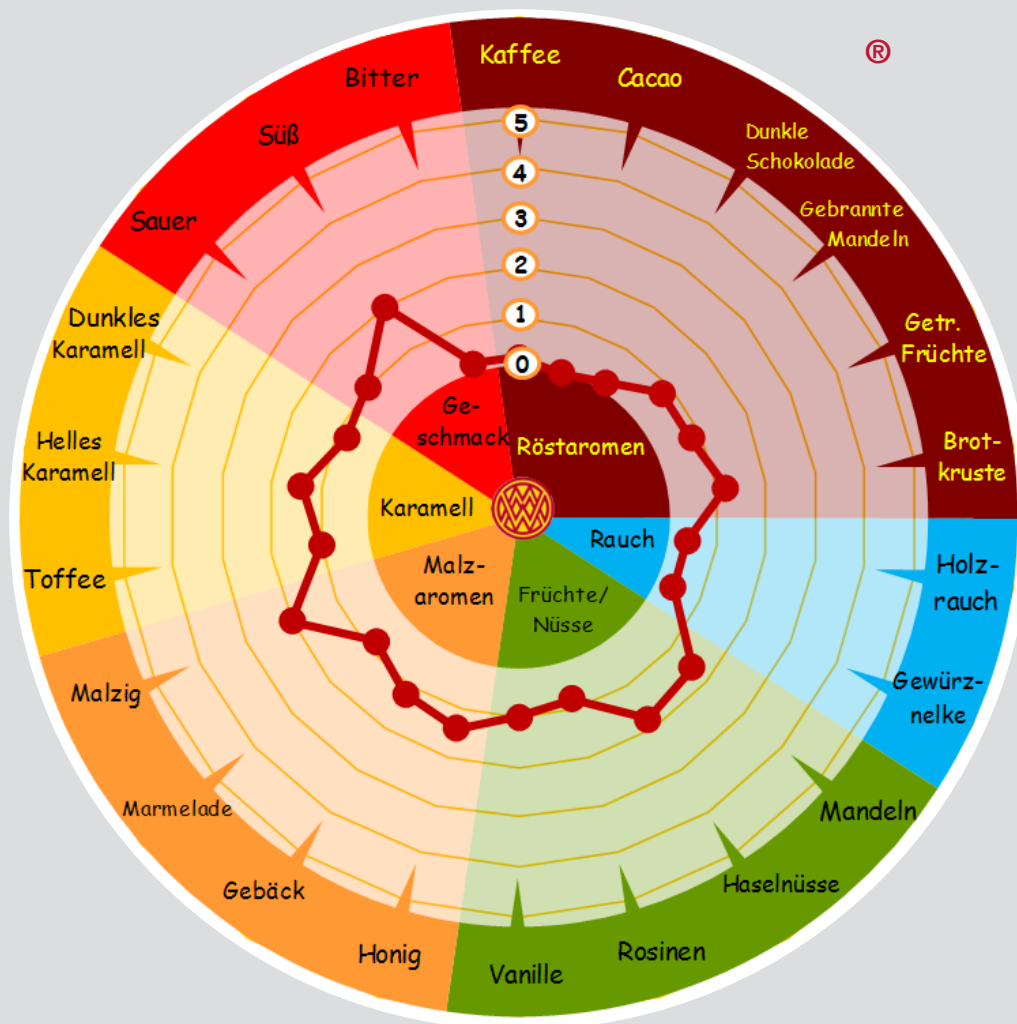 ®
Kaffee
Cacao
Dunkle
Schokolade
Gebrannte
Mandeln
Getr.
Früchte
Brot-
kruste
Holz-
rauch
Gewürz-
nelke
Mandeln
Haselnüsse
Rosinen
Vanille
Honig
Gebäck
Marmelade
Malzig
Toffee
Helles
Karamell
Dunkles
Karamell
Sauer
Süß
Bitter
5
4
3
2
1
0
Ge-
schmack
Röstaromen
Karamell
Rauch
Malz-
aromen
Früchte/
Nüsse